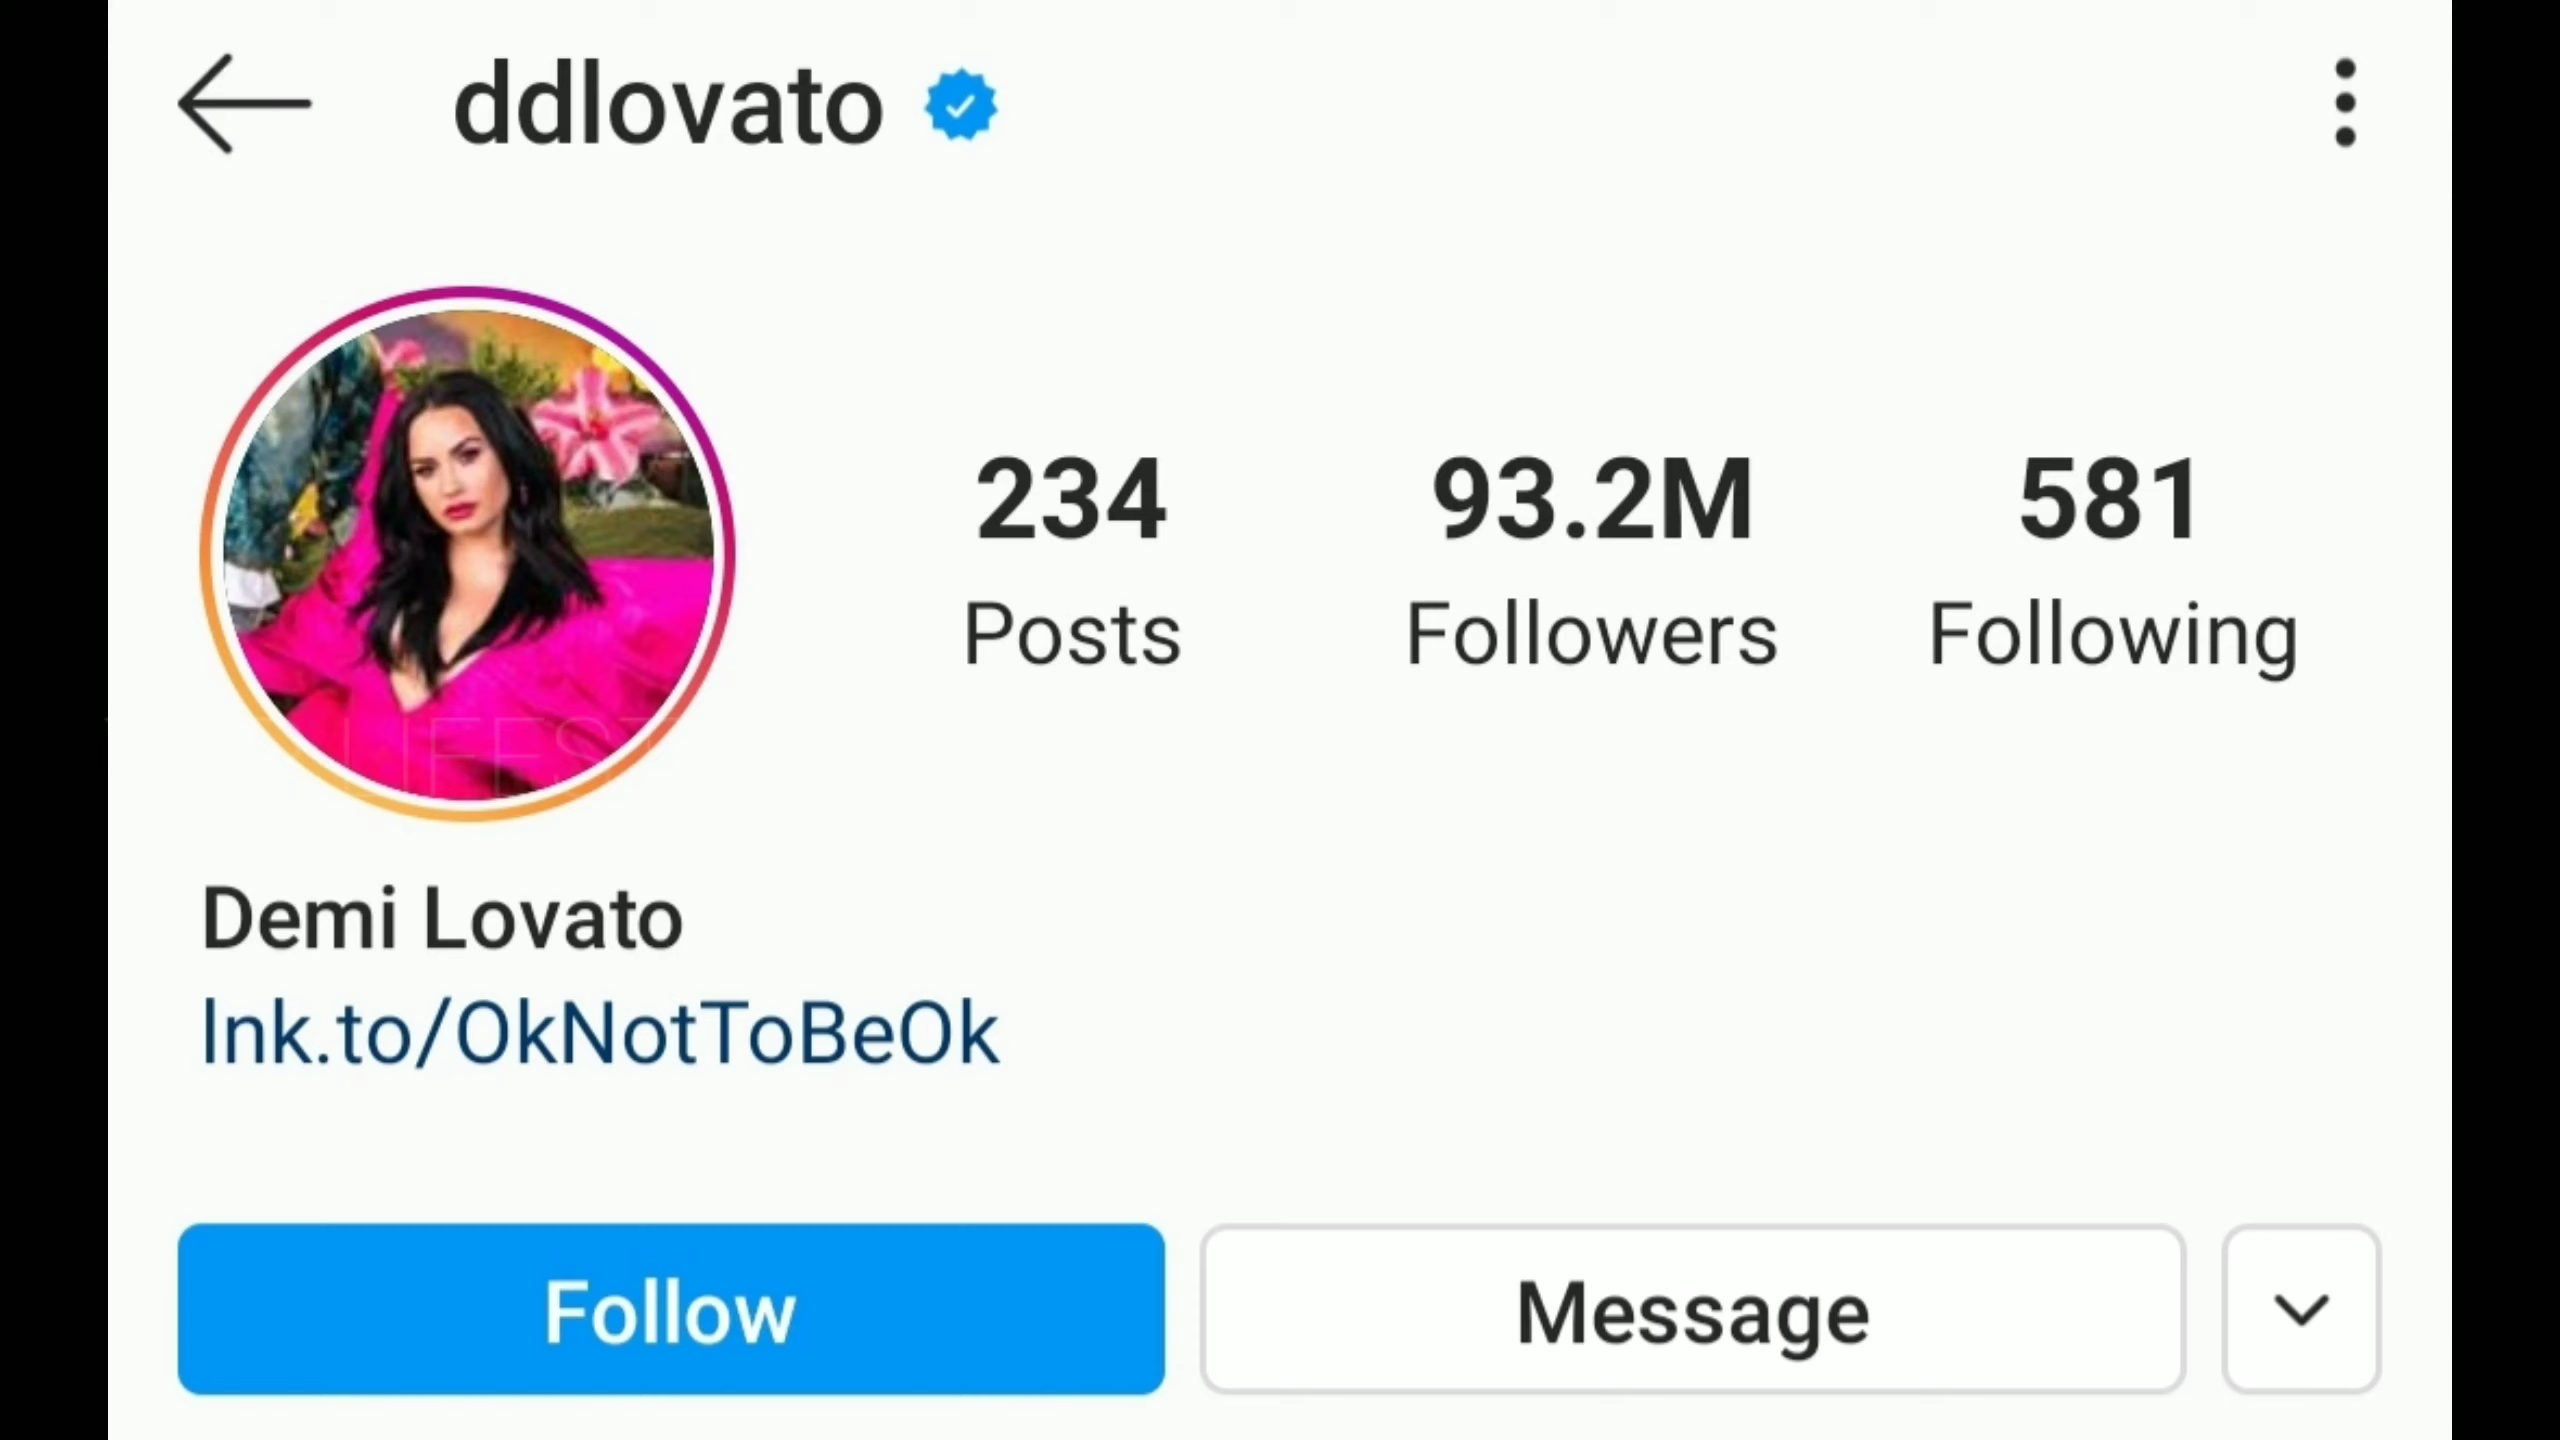 ddlovato
234 93.2M 581
Posts Followers Following
Demi Lovato
lnk.to/OkNotToBeOk
Follow Message